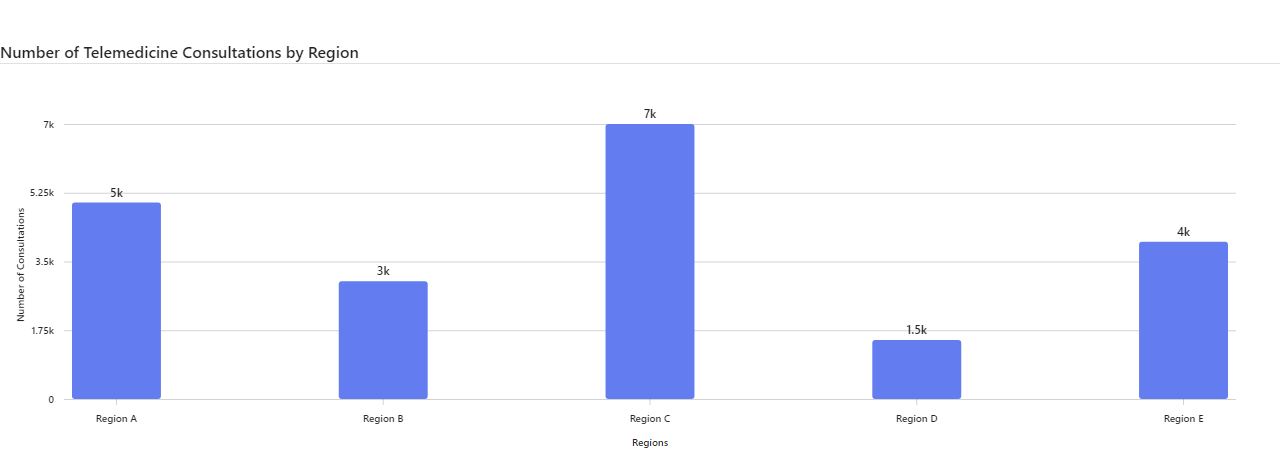 Number of Telemedicine Consultations by Region
7k
7k
5.25k
5k
4k
3.5k
3k
1.75k
1.5k
0
Number of Consultations
Region A
Region B
Region C
Region D
Region E
Regions